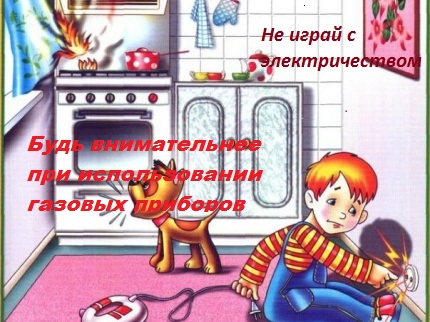 Не играй с
электричеством
Будь внимательнее
при использовании
газовых приборов